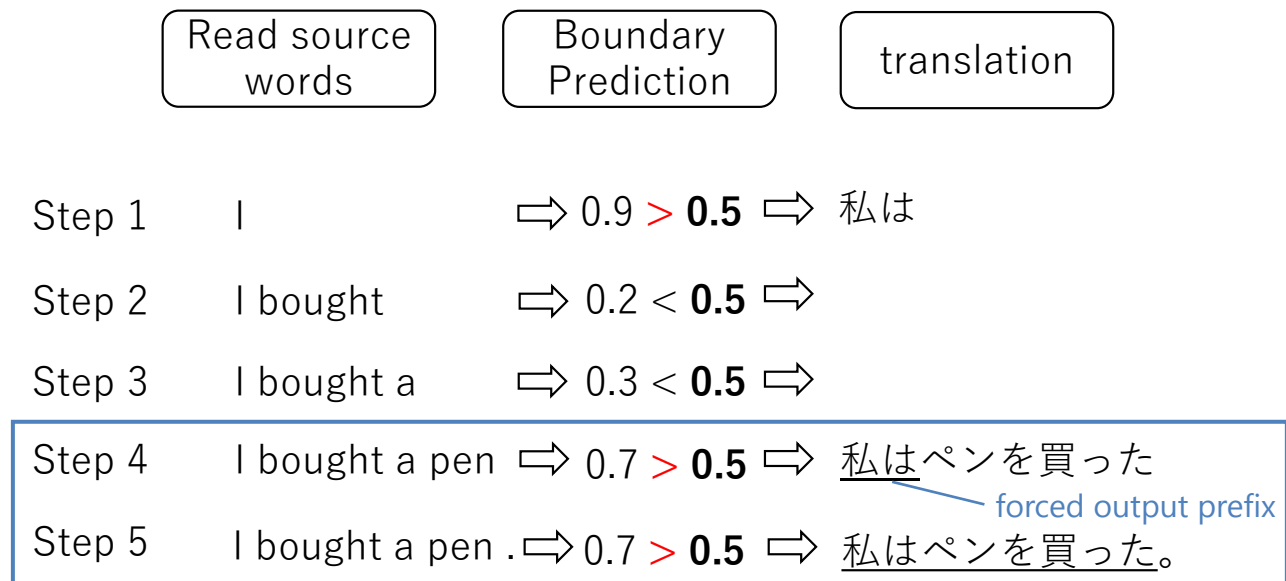 Read source
words
Boundary
Prediction
translation
Step 1 I ⇨ 0.9 > 0.5 ⇨ 私は
Step 2 I bought ⇨ 0.2 < 0.5 ⇨
Step 3 I bought a ⇨ 0.3 < 0.5 ⇨
Step 4 I bought a pen ⇨ 0.7 > 0.5 ⇨ 私はペンを買った
forced output prefix
Step 5 I bought a pen . ⇨ 0.7 > 0.5 ⇨ 私はペンを買った。